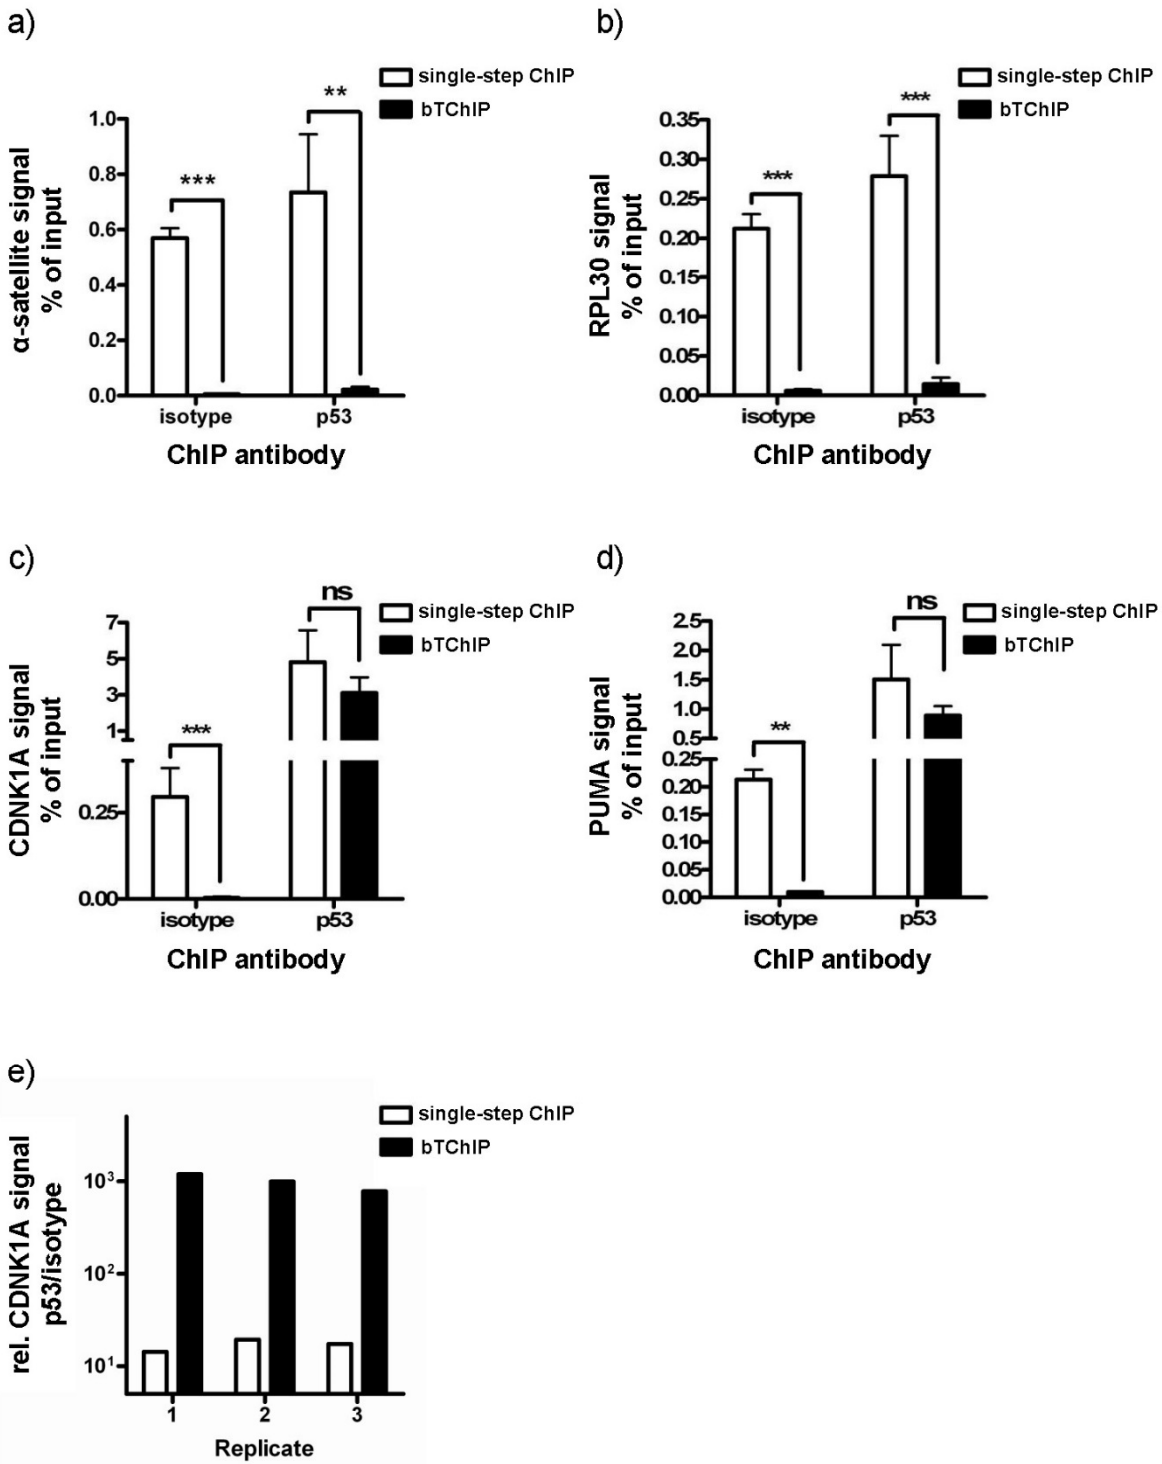 a)
single-step ChIP
bTChIP
α-satellite signal
% of input
1.0
0.8
0.6
0.4
0.2
0.0
***
**
isotype
p53
ChIP antibody
b)
single-step ChIP
bTChIP
RPL30 signal
% of input
0.35
0.30
0.25
0.20
0.15
0.10
0.05
0.00
***
***
isotype
p53
ChIP antibody
c)
single-step ChIP
bTChIP
CDNK1A signal
% of input
7
5
3
1
0.25
0.00
***
ns
isotype
p53
ChIP antibody
d)
single-step ChIP
bTChIP
PUMA signal
% of input
2.5
2.0
1.5
1.0
0.5
0.25
0.20
0.15
0.10
0.05
0.00
**
ns
isotype
p53
ChIP antibody
e)
single-step ChIP
bTChIP
rel. CDNK1A signal
p53/isotype
10³
10²
10¹
1
2
3
Replicate